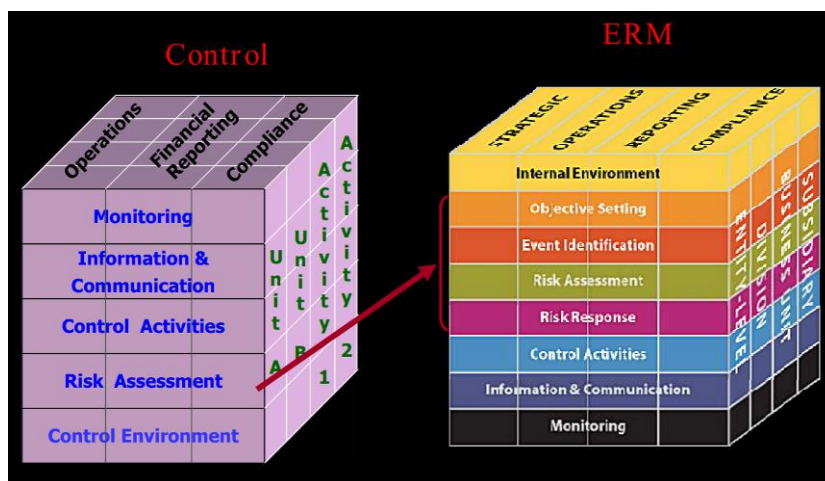 Control
ERM
Operations
Financial
Reporting
Compliance
Monitoring
Information &
Communication
Control Activities
Risk Assessment
Control Environment
Unit A
Unit B
Activity 1
Activity 2
STRATEGIC
OPERATIONS
REPORTING
COMPLIANCE
Internal Environment
Objective Setting
Event Identification
Risk Assessment
Risk Response
Control Activities
Information & Communication
Monitoring
ENTITY-LEVEL
DIVISION
BUSINESS UNIT
SUBSIDIARY